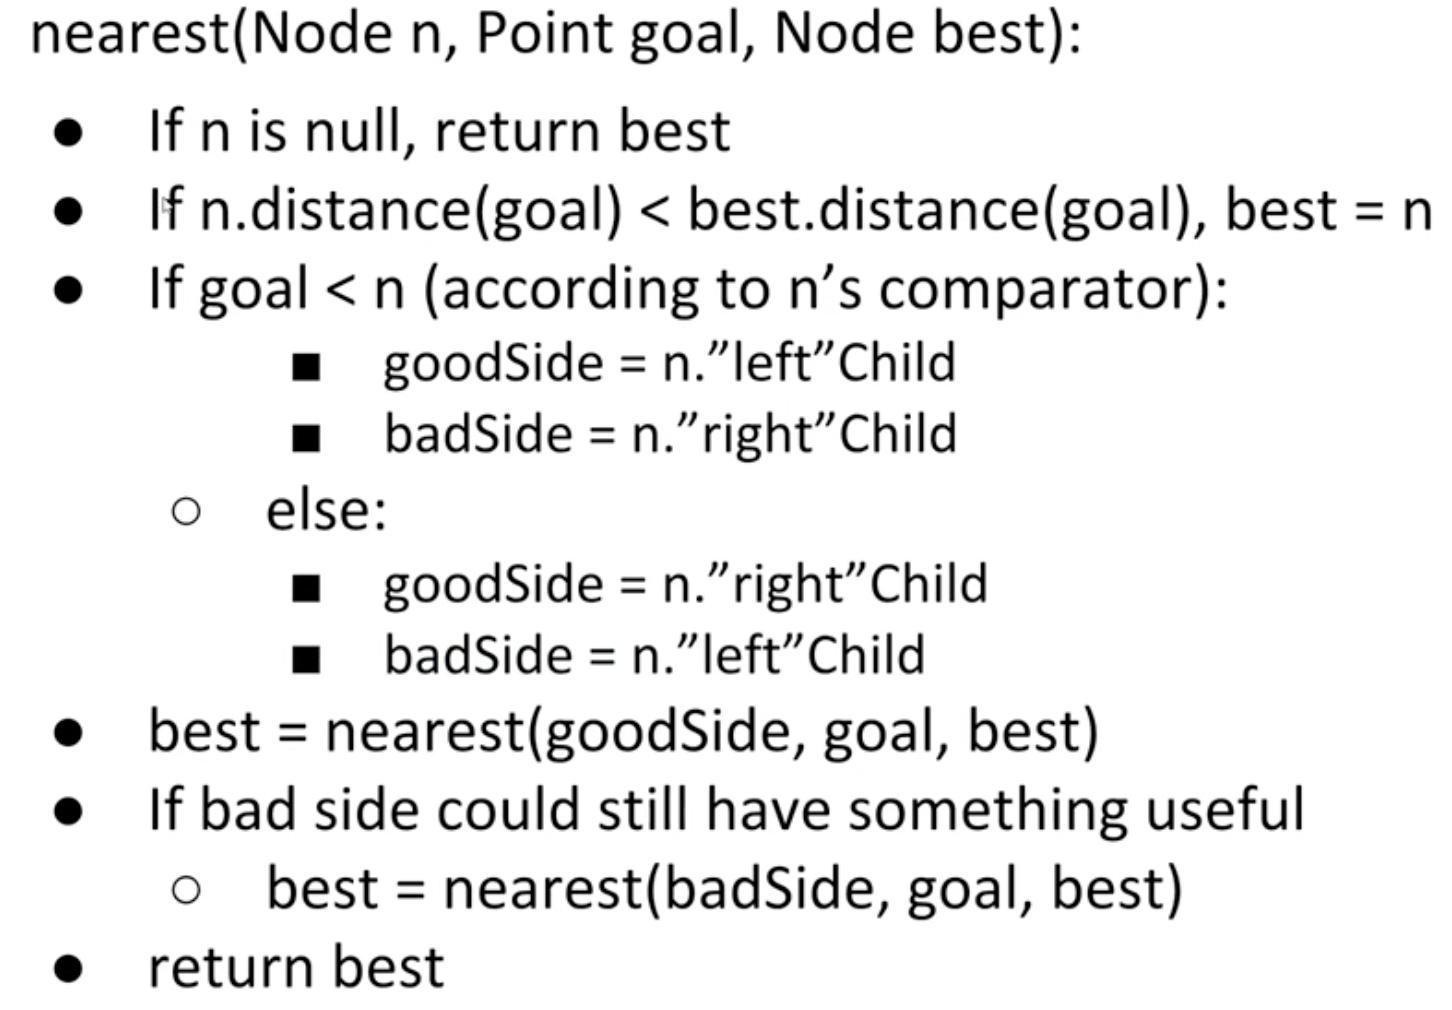 nearest(Node n, Point goal, Node best):
● If n is null, return best
● If n.distance(goal) < best.distance(goal), best = n
● If goal < n (according to n’s comparator):
■ goodSide = n.”left”Child
■ badSide = n.”right”Child
○ else:
■ goodSide = n.”right”Child
■ badSide = n.”left”Child
● best = nearest(goodSide, goal, best)
● If bad side could still have something useful
○ best = nearest(badSide, goal, best)
● return best